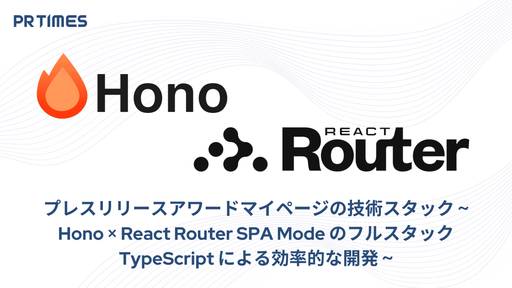 PR TIMES
Hono
REACT
Router
プレスリリースアワードマイページの技術スタック~
Hono × React Router SPA Mode のフルスタック
TypeScript による効率的な開発~